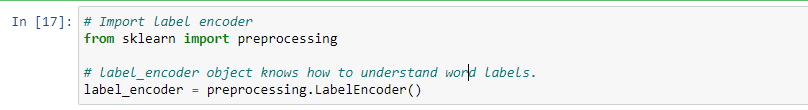 In [17]: # Import label encoder
from sklearn import preprocessing
# label_encoder object knows how to understand word labels.
label_encoder = preprocessing.LabelEncoder()